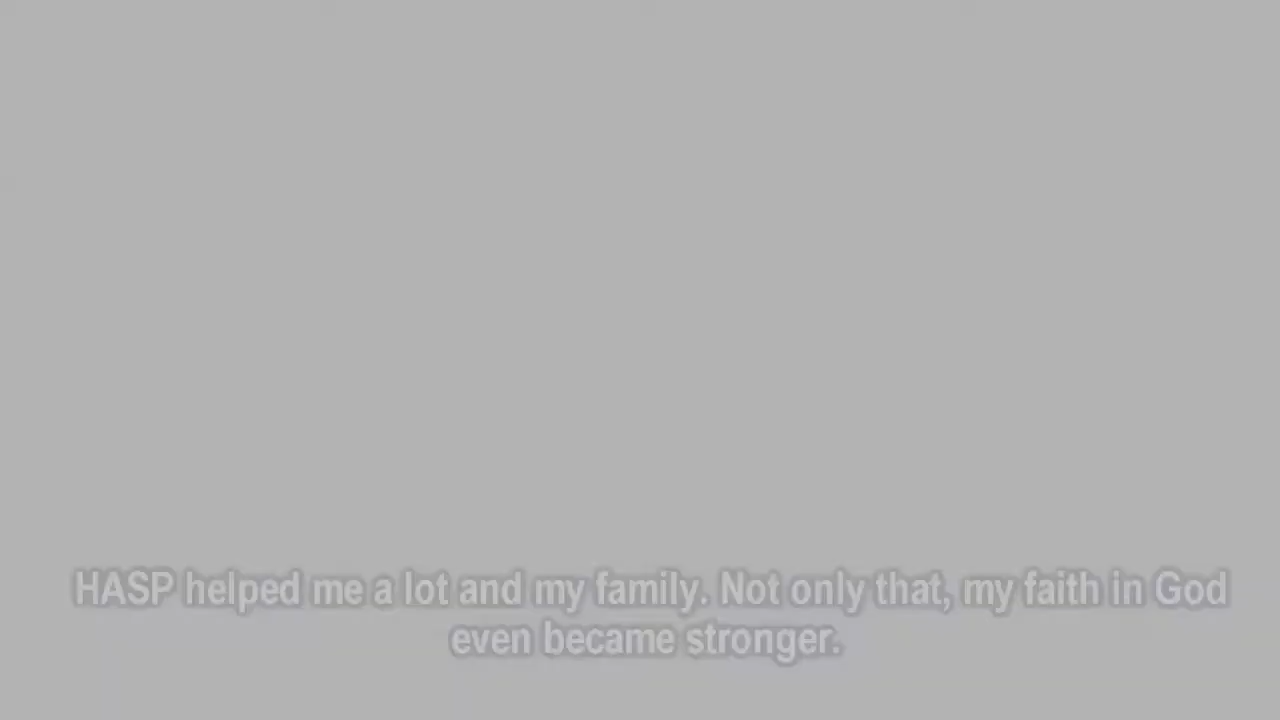 HASP helped me a lot and my family. Not only that, my faith in God
even became stronger.